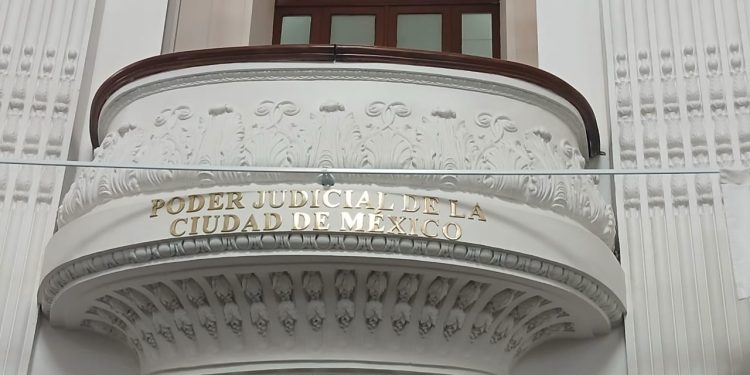 PODER JUDICIAL DE LA
CIUDAD DE MÉXICO